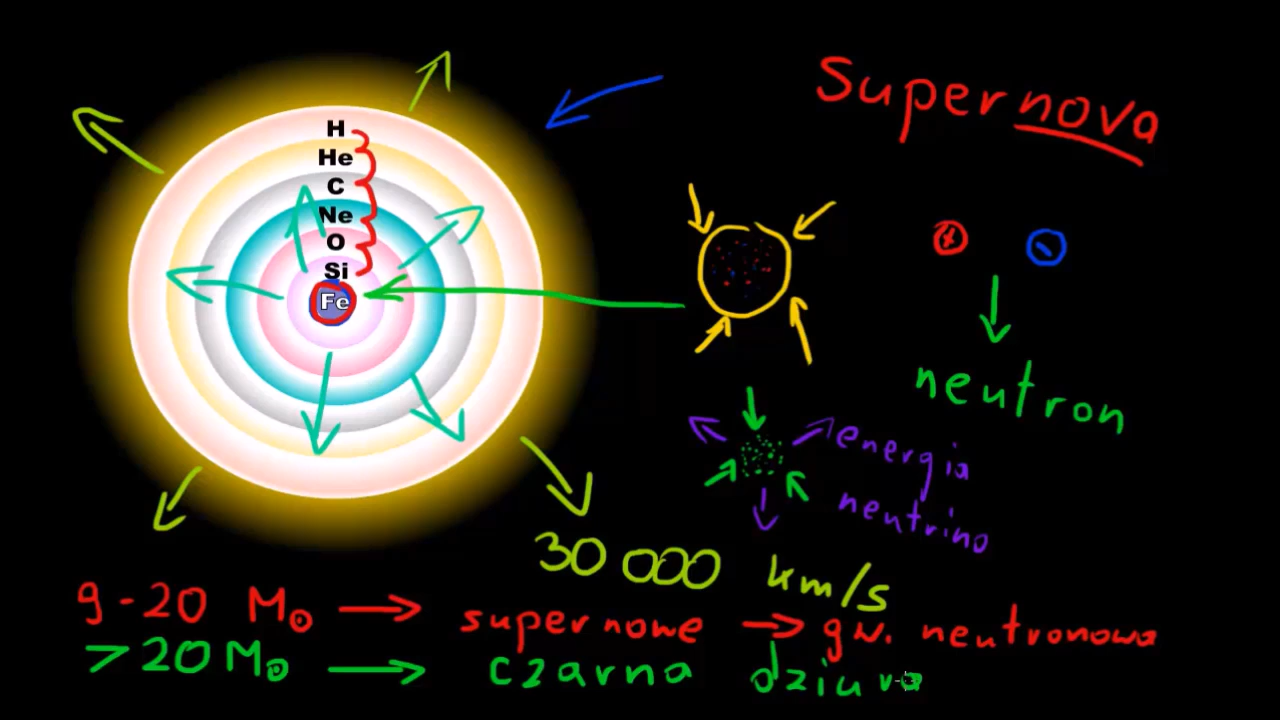 Supernova
H
He
C
Ne
O
Si
Fe
+ -
neutron
energia
neutrino
30 000 km/s
9-20 M☉ → supernowe → gw. neutronowa
> 20 M☉ → czarna dziura